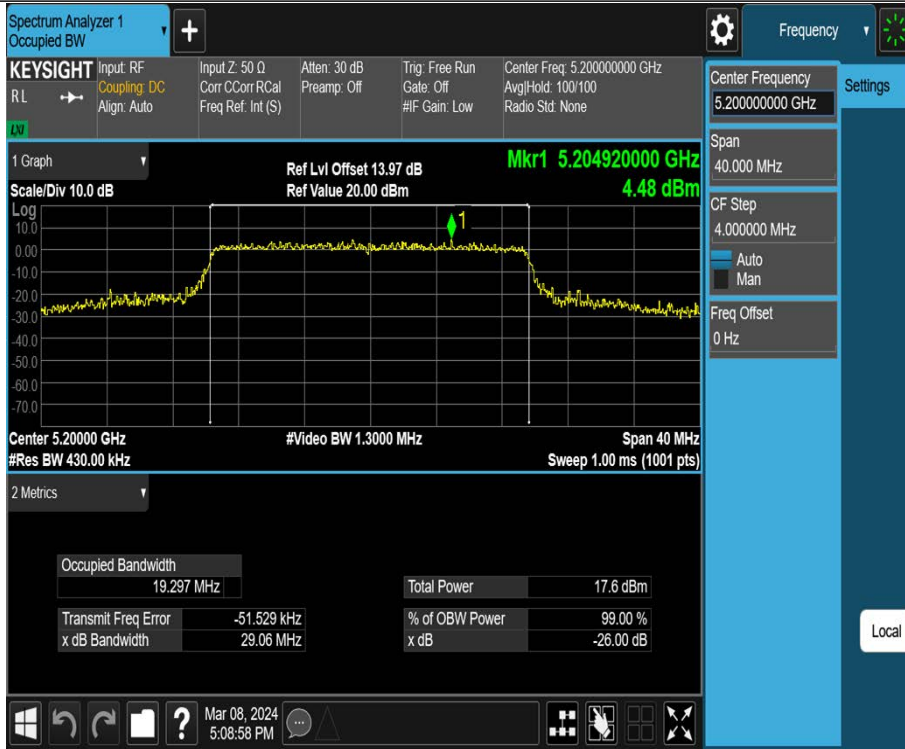 Spectrum Analyzer 1
Occupied BW
+
Frequency
KEYSIGHT
R L
LXI
Input: RF
Coupling: DC
Align: Auto
Input Z: 50 Ω
Corr CCorr RCal
Freq Ref: Int (S)
Atten: 30 dB
Preamp: Off
Trig: Free Run
Gate: Off
#IF Gain: Low
Center Freq: 5.200000000 GHz
Avg|Hold: 100/100
Radio Std: None
Center Frequency
5.200000000 GHz
Settings
Span
40.000 MHz
CF Step
4.000000 MHz
Auto
Man
Freq Offset
0 Hz
Local
1 Graph
Scale/Div 10.0 dB
Ref Lvl Offset 13.97 dB
Ref Value 20.00 dBm
Mkr1 5.204920000 GHz
4.48 dBm
Log
10.0
0.00
-10.0
-20.0
-30.0
-40.0
-50.0
-60.0
-70.0
1
Center 5.20000 GHz
#Video BW 1.3000 MHz
Span 40 MHz
#Res BW 430.00 kHz
Sweep 1.00 ms (1001 pts)
2 Metrics
Occupied Bandwidth
19.297 MHz
Total Power 17.6 dBm
Transmit Freq Error -51.529 kHz
% of OBW Power 99.00 %
x dB Bandwidth 29.06 MHz
x dB -26.00 dB
?
Mar 08, 2024
5:08:58 PM